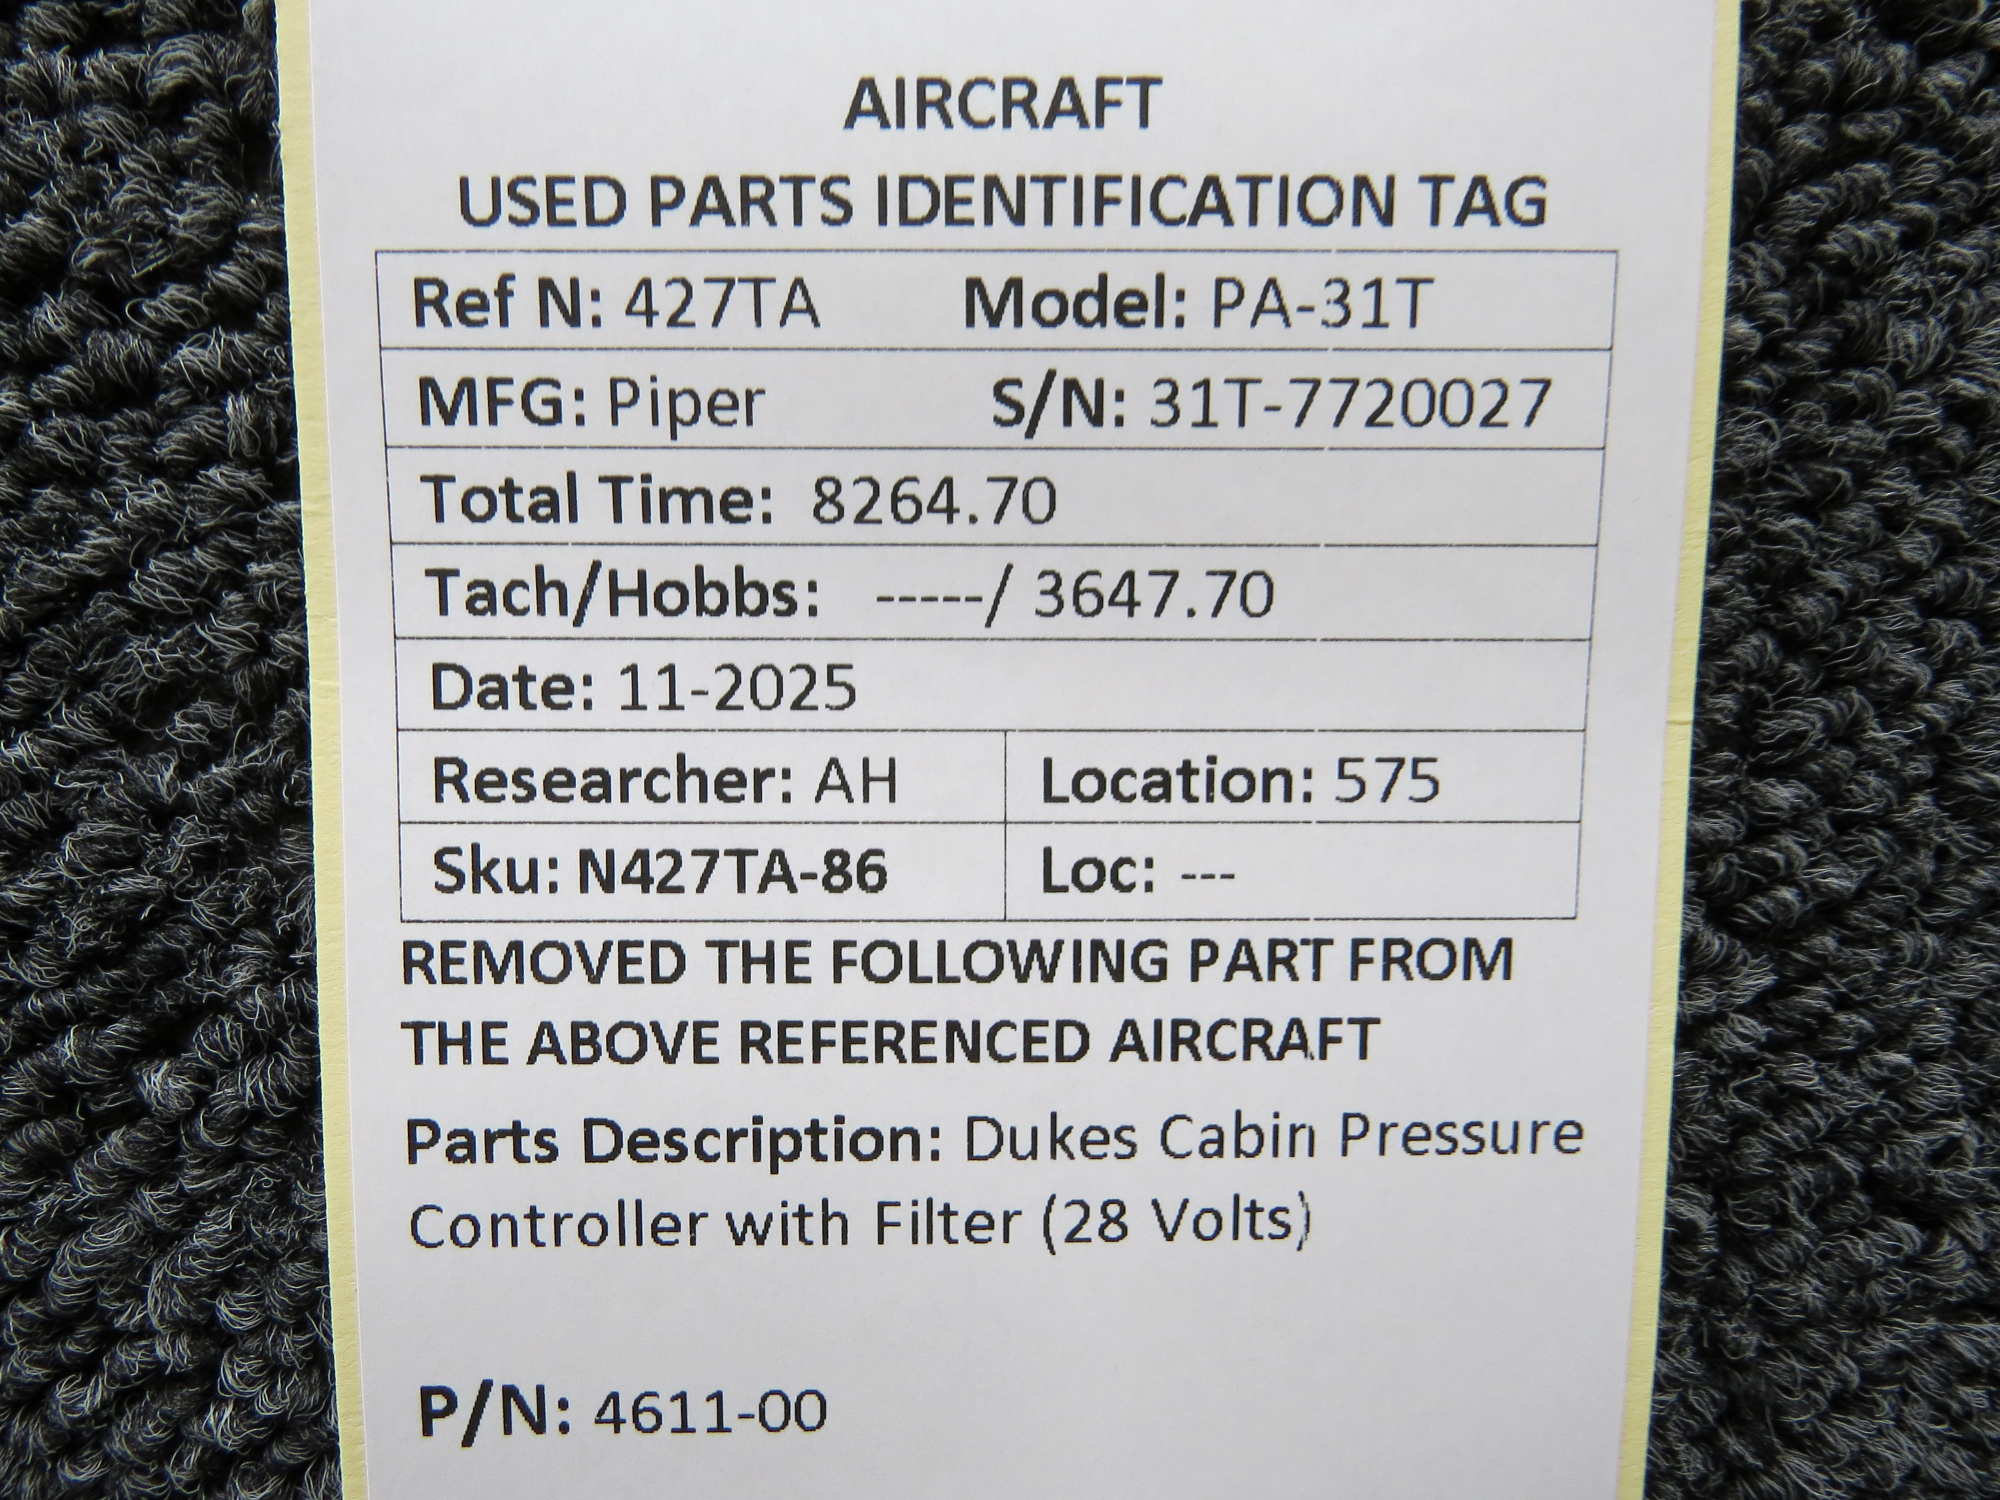 AIRCRAFT
USED PARTS IDENTIFICATION TAG
Ref N: 427TA Model: PA-31T
MFG: Piper S/N: 31T-7720027
Total Time: 8264.70
Tach/Hobbs: -----/ 3647.70
Date: 11-2025
Researcher: AH Location: 575
Sku: N427TA-86 Loc: ---
REMOVED THE FOLLOWING PART FROM
THE ABOVE REFERENCED AIRCRAFT
Parts Description: Dukes Cabin Pressure
Controller with Filter (28 Volts)
P/N: 4611-00